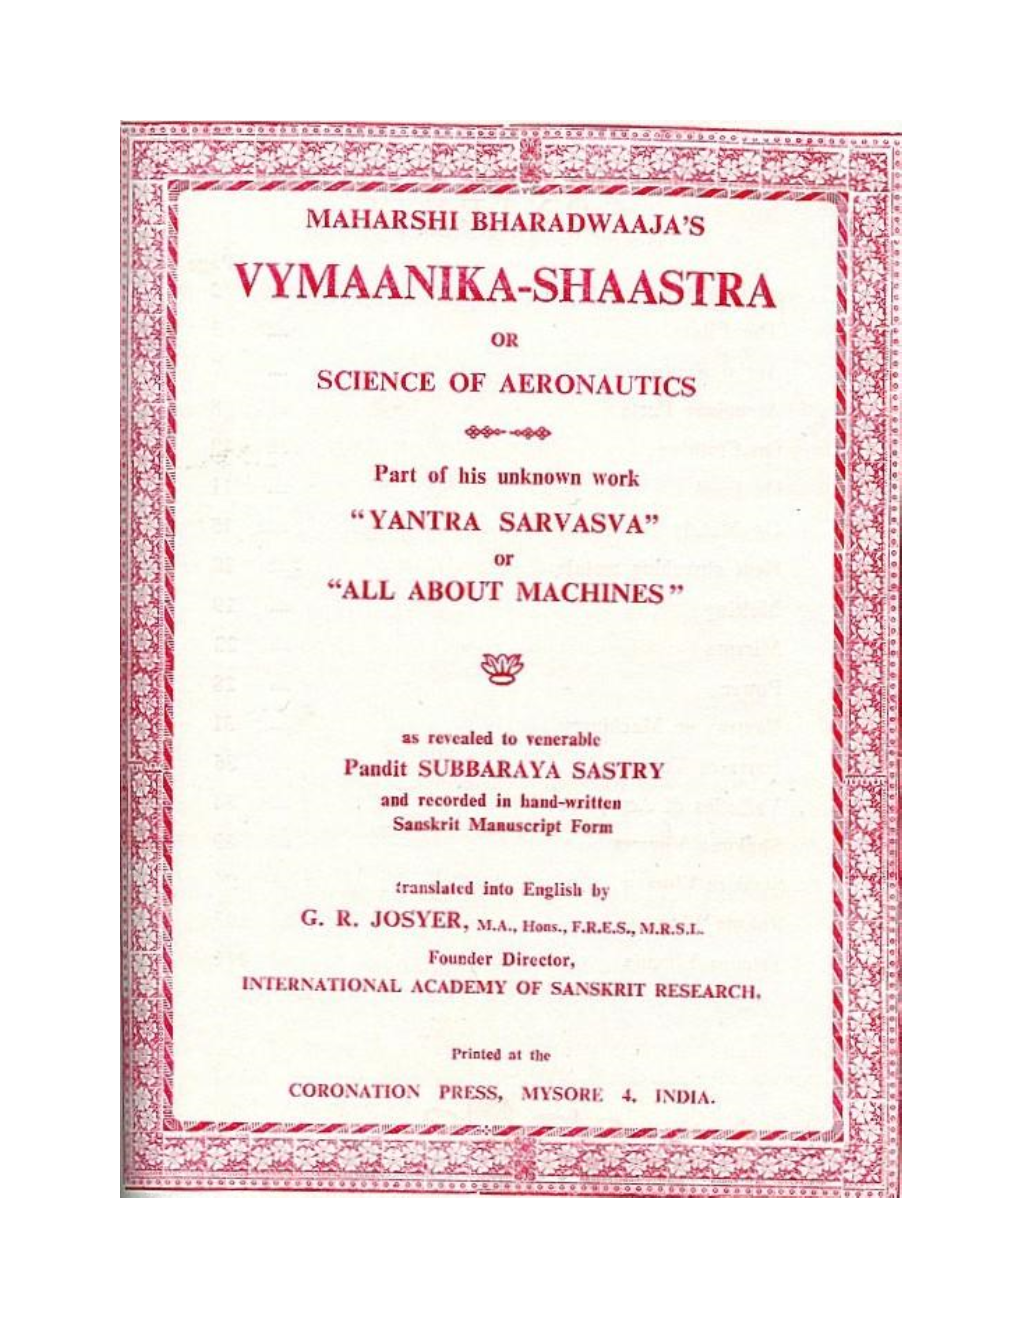 MAHARSHI BHARADWAAJA'S
VYMAANIKA-SHAASTRA
OR
SCIENCE OF AERONAUTICS
Part of his unknown work
“YANTRA SARVASVA”
or
“ALL ABOUT MACHINES”
as revealed to venerable
Pandit SUBBARAYA SASTRY
and recorded in hand-written
Sanskrit Manuscript Form
translated into English by
G. R. JOSYER, M.A., Hons., F.R.E.S., M.R.S.L.
Founder Director,
INTERNATIONAL ACADEMY OF SANSKRIT RESEARCH,
Printed at the
CORONATION PRESS, MYSORE 4, INDIA.